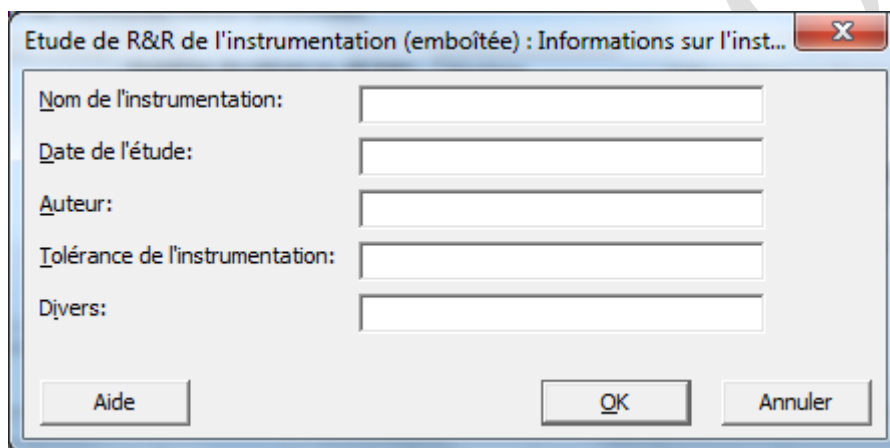 Etude de R&R de l'instrumentation (emboîtée) : Informations sur l'inst...
Nom de l'instrumentation:
Date de l'étude:
Auteur:
Tolérance de l'instrumentation:
Divers:
Aide OK Annuler